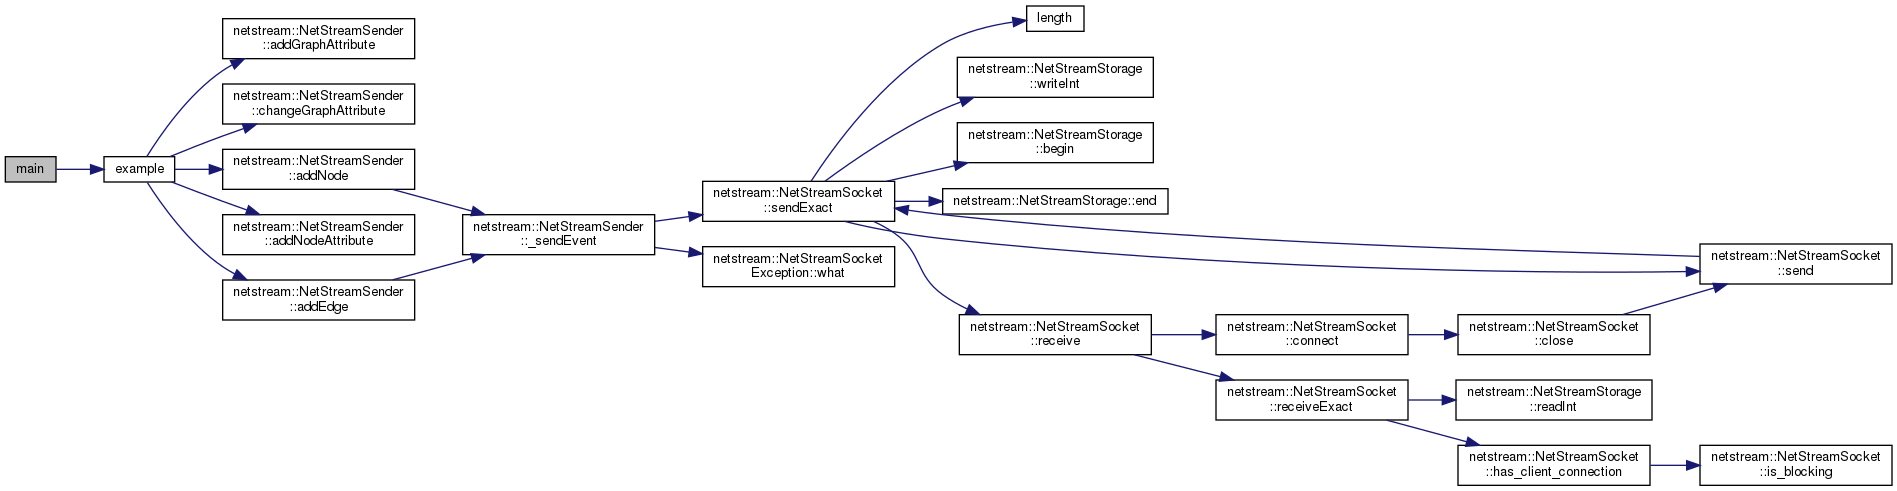 main
example
netstream::NetStreamSender
::addGraphAttribute
netstream::NetStreamSender
::changeGraphAttribute
netstream::NetStreamSender
::addNode
netstream::NetStreamSender
::addNodeAttribute
netstream::NetStreamSender
::addEdge
netstream::NetStreamSender
::_sendEvent
netstream::NetStreamSocket
::sendExact
netstream::NetStreamSocket
Exception::what
length
netstream::NetStreamStorage
::writeInt
netstream::NetStreamStorage
::begin
netstream::NetStreamStorage::end
netstream::NetStreamSocket
::receive
netstream::NetStreamSocket
::connect
netstream::NetStreamSocket
::receiveExact
netstream::NetStreamSocket
::close
netstream::NetStreamStorage
::readInt
netstream::NetStreamSocket
::has_client_connection
netstream::NetStreamSocket
::send
netstream::NetStreamSocket
::is_blocking